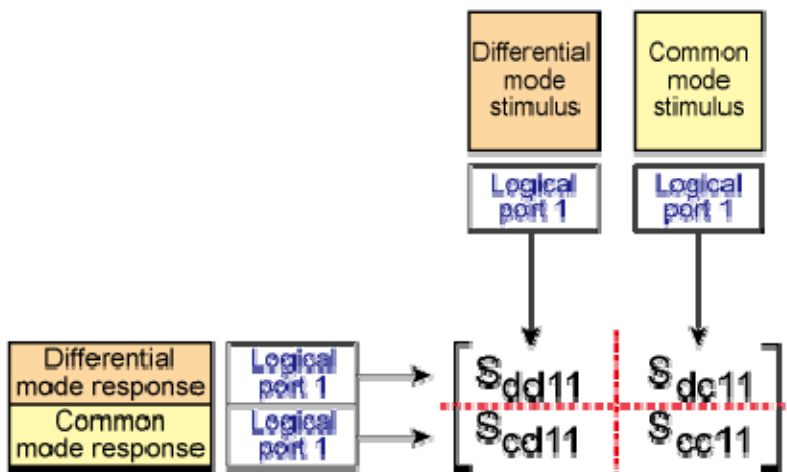 Differential
mode
stimulus
Common
mode
stimulus
Logical
port 1
Logical
port 1
Differential
mode response
Logical
port 1
Sdd11
Sdc11
Common
mode response
Logical
port 1
Scd11
Scc11